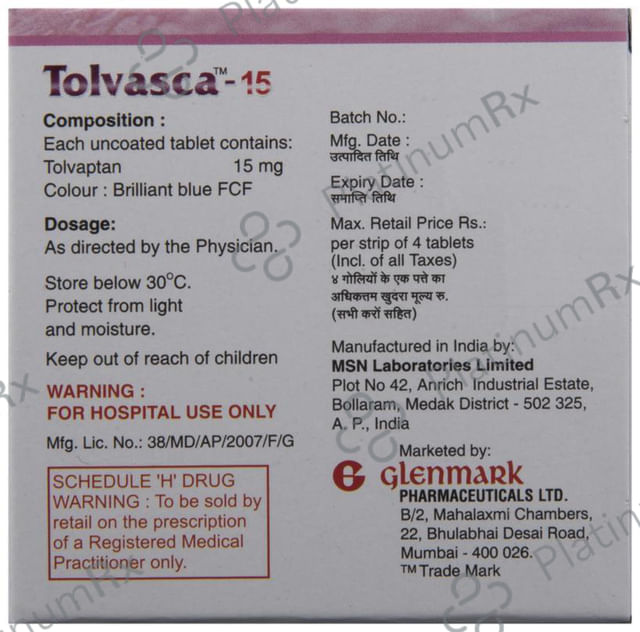 Tolvasca™-15
Composition :
Each uncoated tablet contains:
Tolvaptan 15 mg
Colour : Brilliant blue FCF
Dosage:
As directed by the Physician.
Store below 30°C.
Protect from light
and moisture.
Keep out of reach of children
WARNING :
FOR HOSPITAL USE ONLY
Mfg. Lic. No.: 38/MD/AP/2007/F/G
SCHEDULE 'H' DRUG
WARNING : To be sold by
retail on the prescription
of a Registered Medical
Practitioner only.
Batch No.:
Mfg. Date :
उत्पादित तिथि
Expiry Date :
समाप्ति तिथि
Max. Retail Price Rs.:
per strip of 4 tablets
(Incl. of all Taxes)
४ गोलियों के एक पत्ते का
अधिकतम खुदरा मूल्य रु.
(सभी करों सहित)
Manufactured in India by:
MSN Laboratories Limited
Plot No 42, Anrich Industrial Estate,
Bollaram, Medak District - 502 325,
A. P., India
Marketed by:
glenmark
PHARMACEUTICALS LTD.
B/2, Mahalaxmi Chambers,
22, Bhulabhai Desai Road,
Mumbai - 400 026.
™ Trade Mark
PlatinumRx
PlatinumRx
PlatinumRx